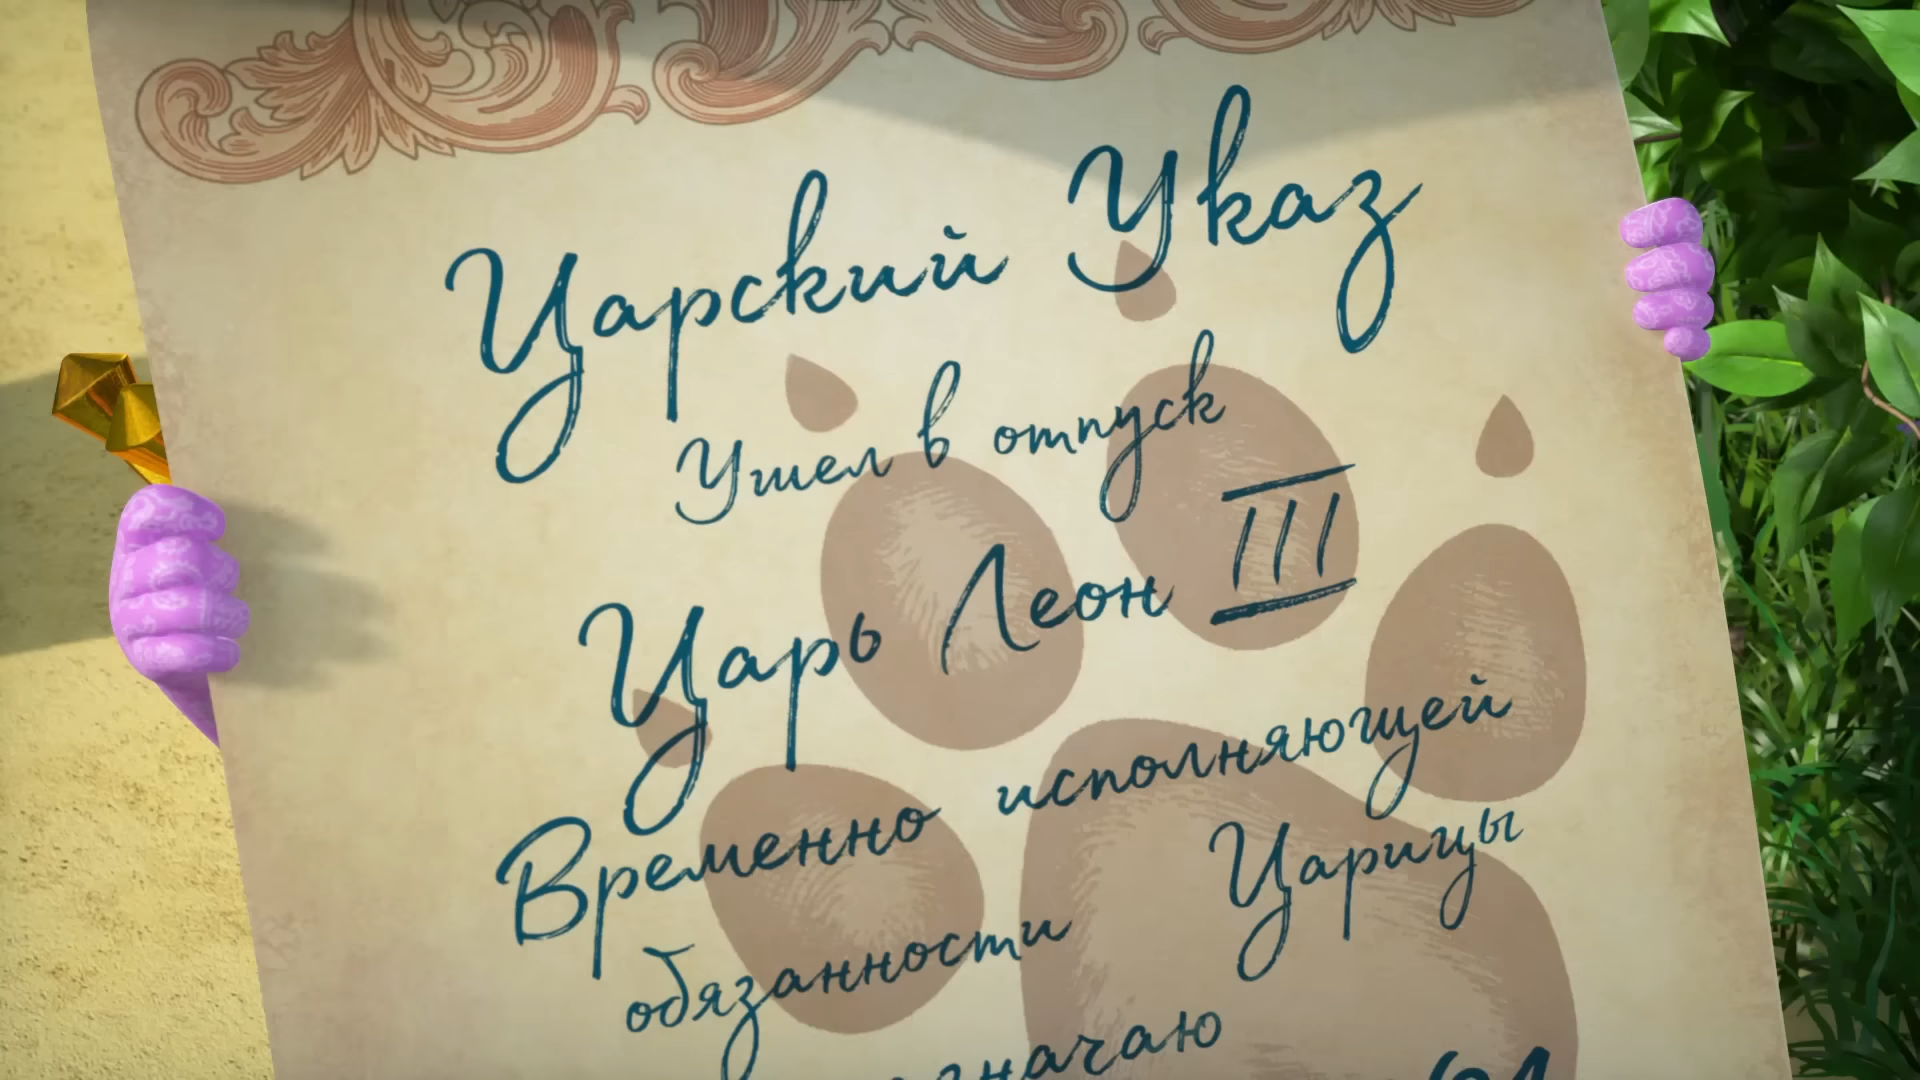 Царский Указ
Ушел в отпуск
Царь Леон III
Временно исполняющей
обязанности Царицы